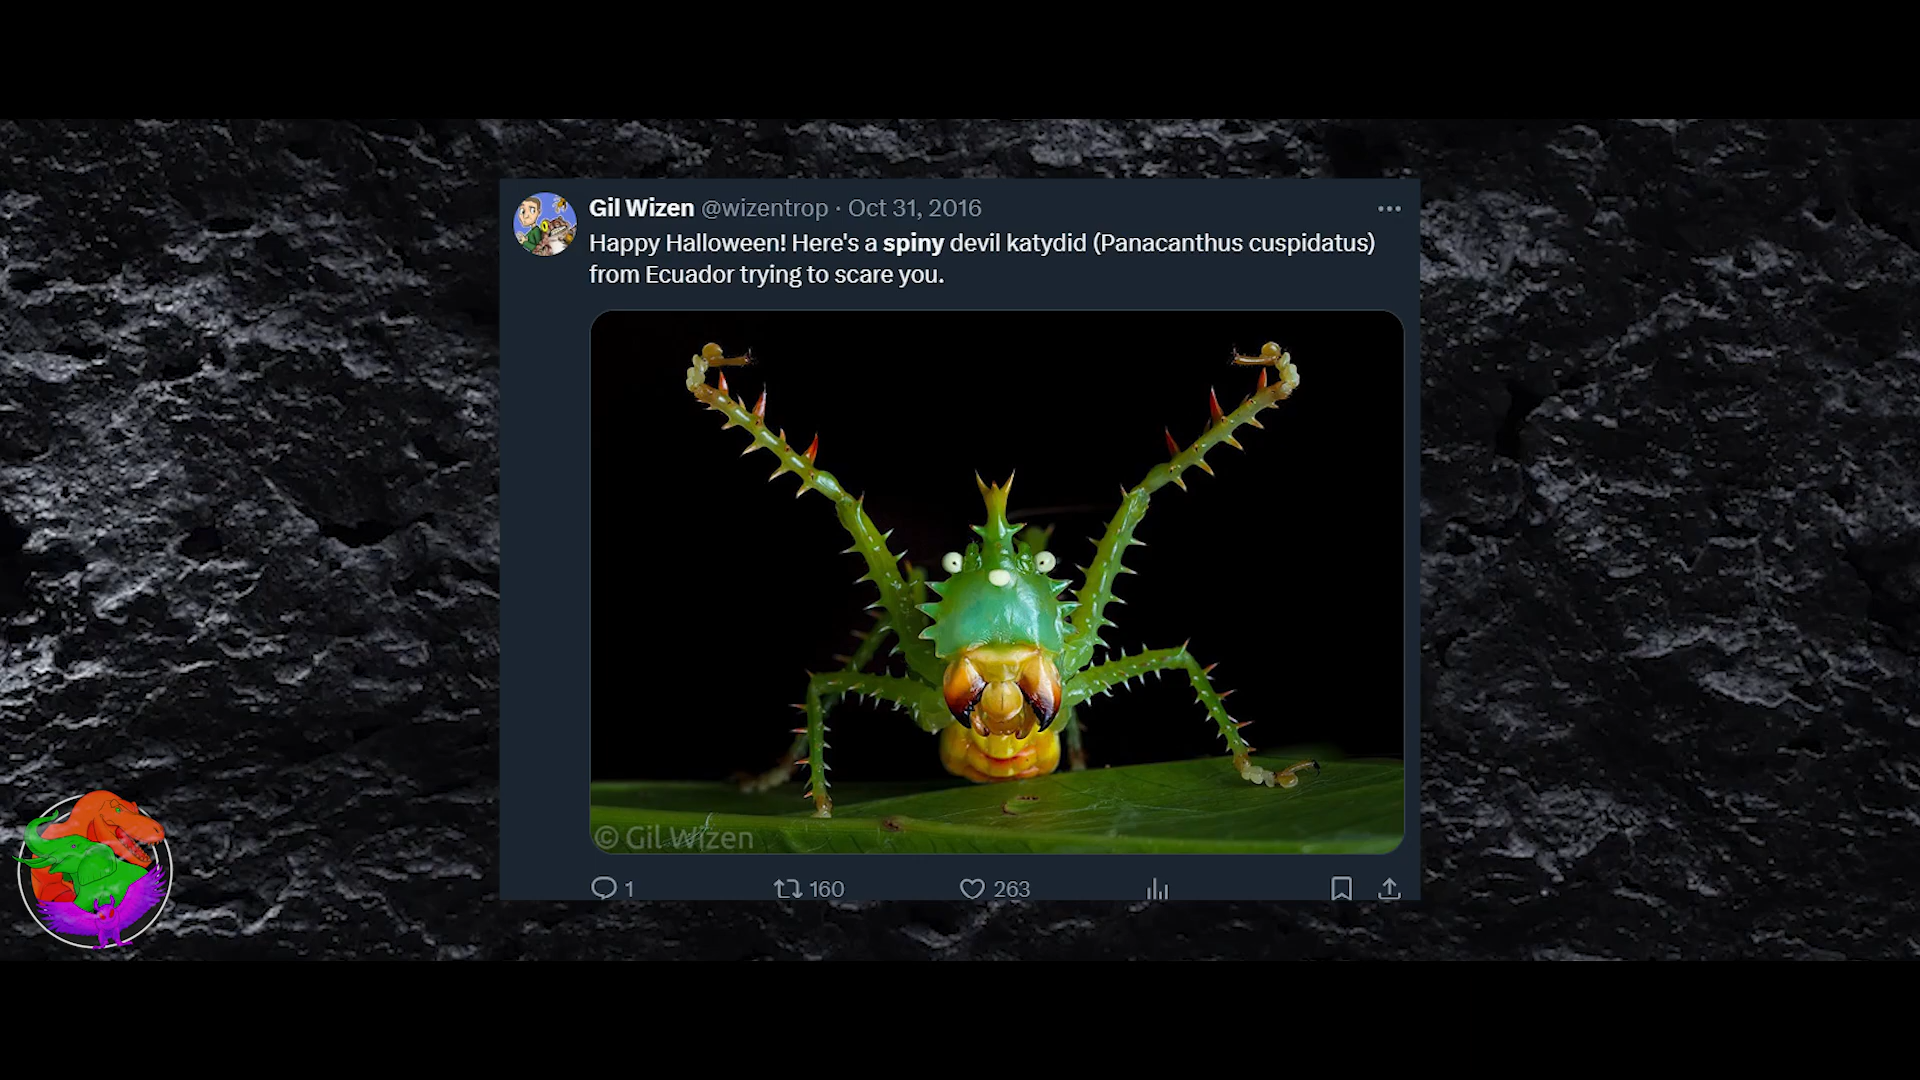 Gil Wizen @wizentrop · Oct 31, 2016
Happy Halloween! Here's a spiny devil katydid (Panacanthus cuspidatus)
from Ecuador trying to scare you.
© Gil Wizen
1 160 263